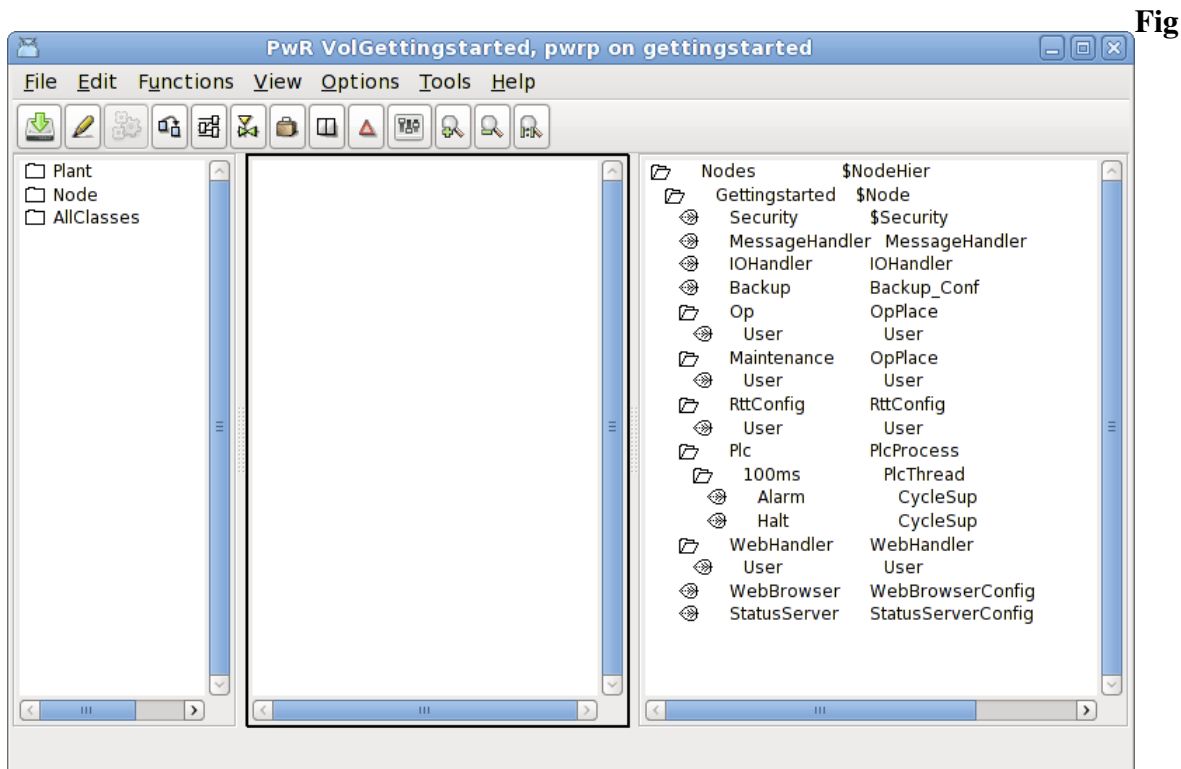 Fig
PwR VolGettingstarted, pwrp on gettingstarted
File Edit Functions View Options Tools Help
Plant
Node
AllClasses
Nodes $NodeHier
Gettingstarted $Node
Security $Security
MessageHandler MessageHandler
IOHandler IOHandler
Backup Backup_Conf
Op OpPlace
User User
Maintenance OpPlace
User User
RttConfig RttConfig
User User
Plc PlcProcess
100ms PlcThread
Alarm CycleSup
Halt CycleSup
WebHandler WebHandler
User User
WebBrowser WebBrowserConfig
StatusServer StatusServerConfig